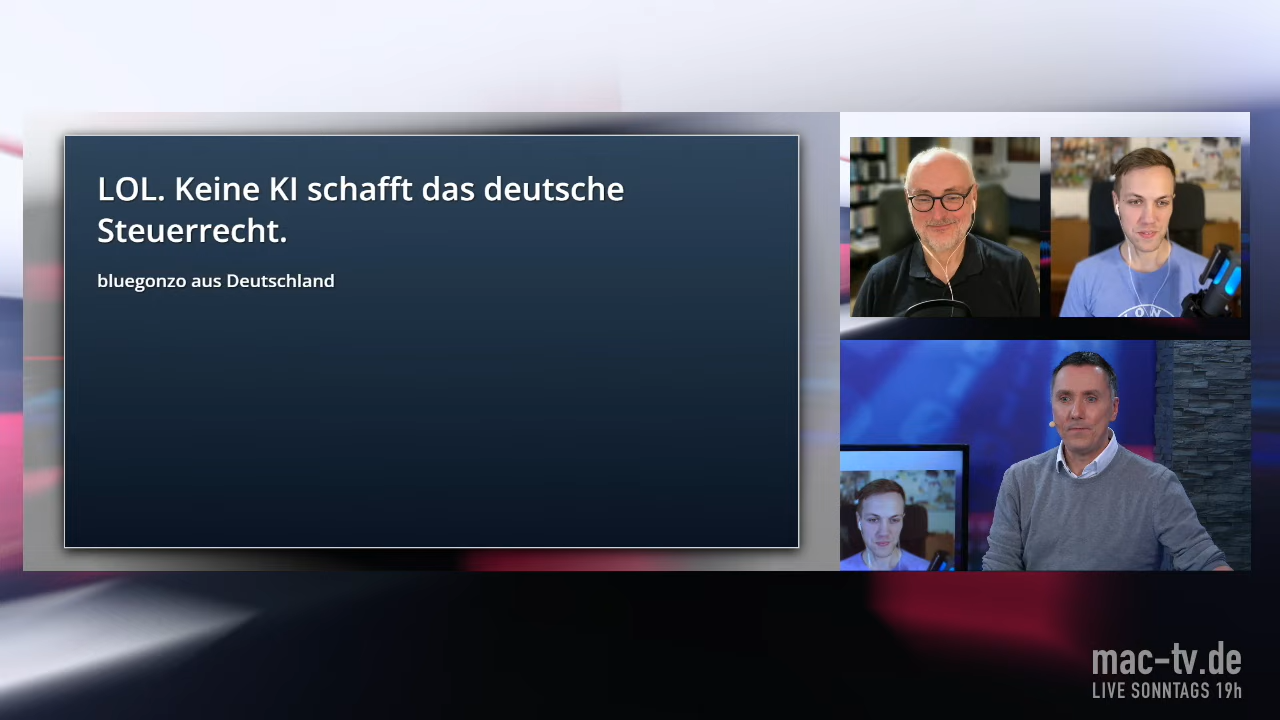 LOL. Keine KI schafft das deutsche
Steuerrecht.
bluegonzo aus Deutschland
mac-tv.de
LIVE SONNTAGS 19h